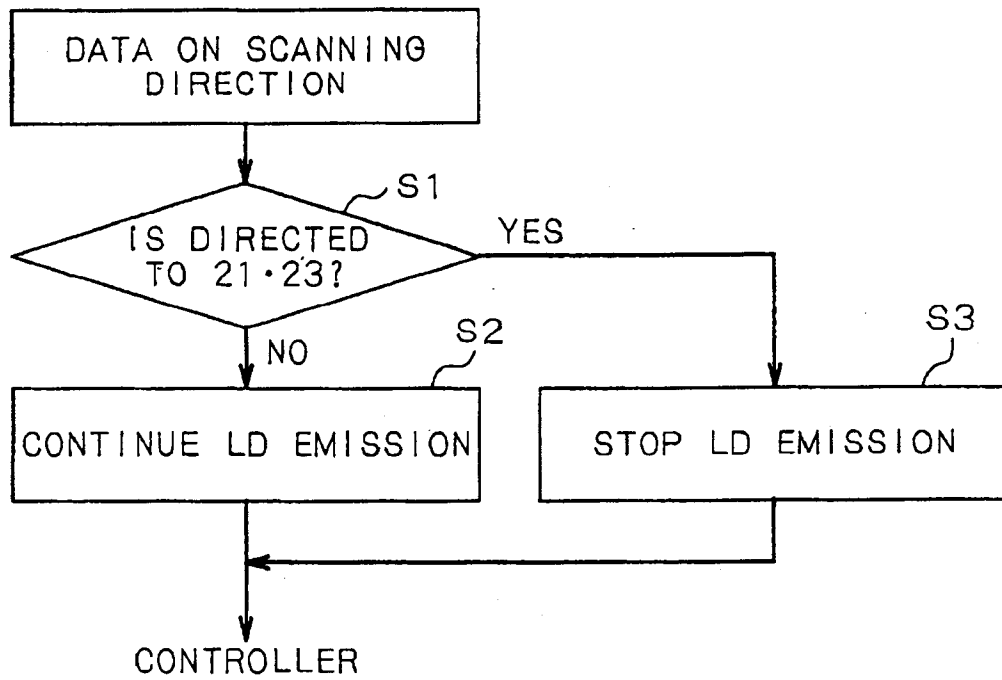 DATA ON SCANNING
DIRECTION
S1
IS DIRECTED
TO 21·23?
YES
NO
S2
S3
CONTINUE LD EMISSION
STOP LD EMISSION
CONTROLLER